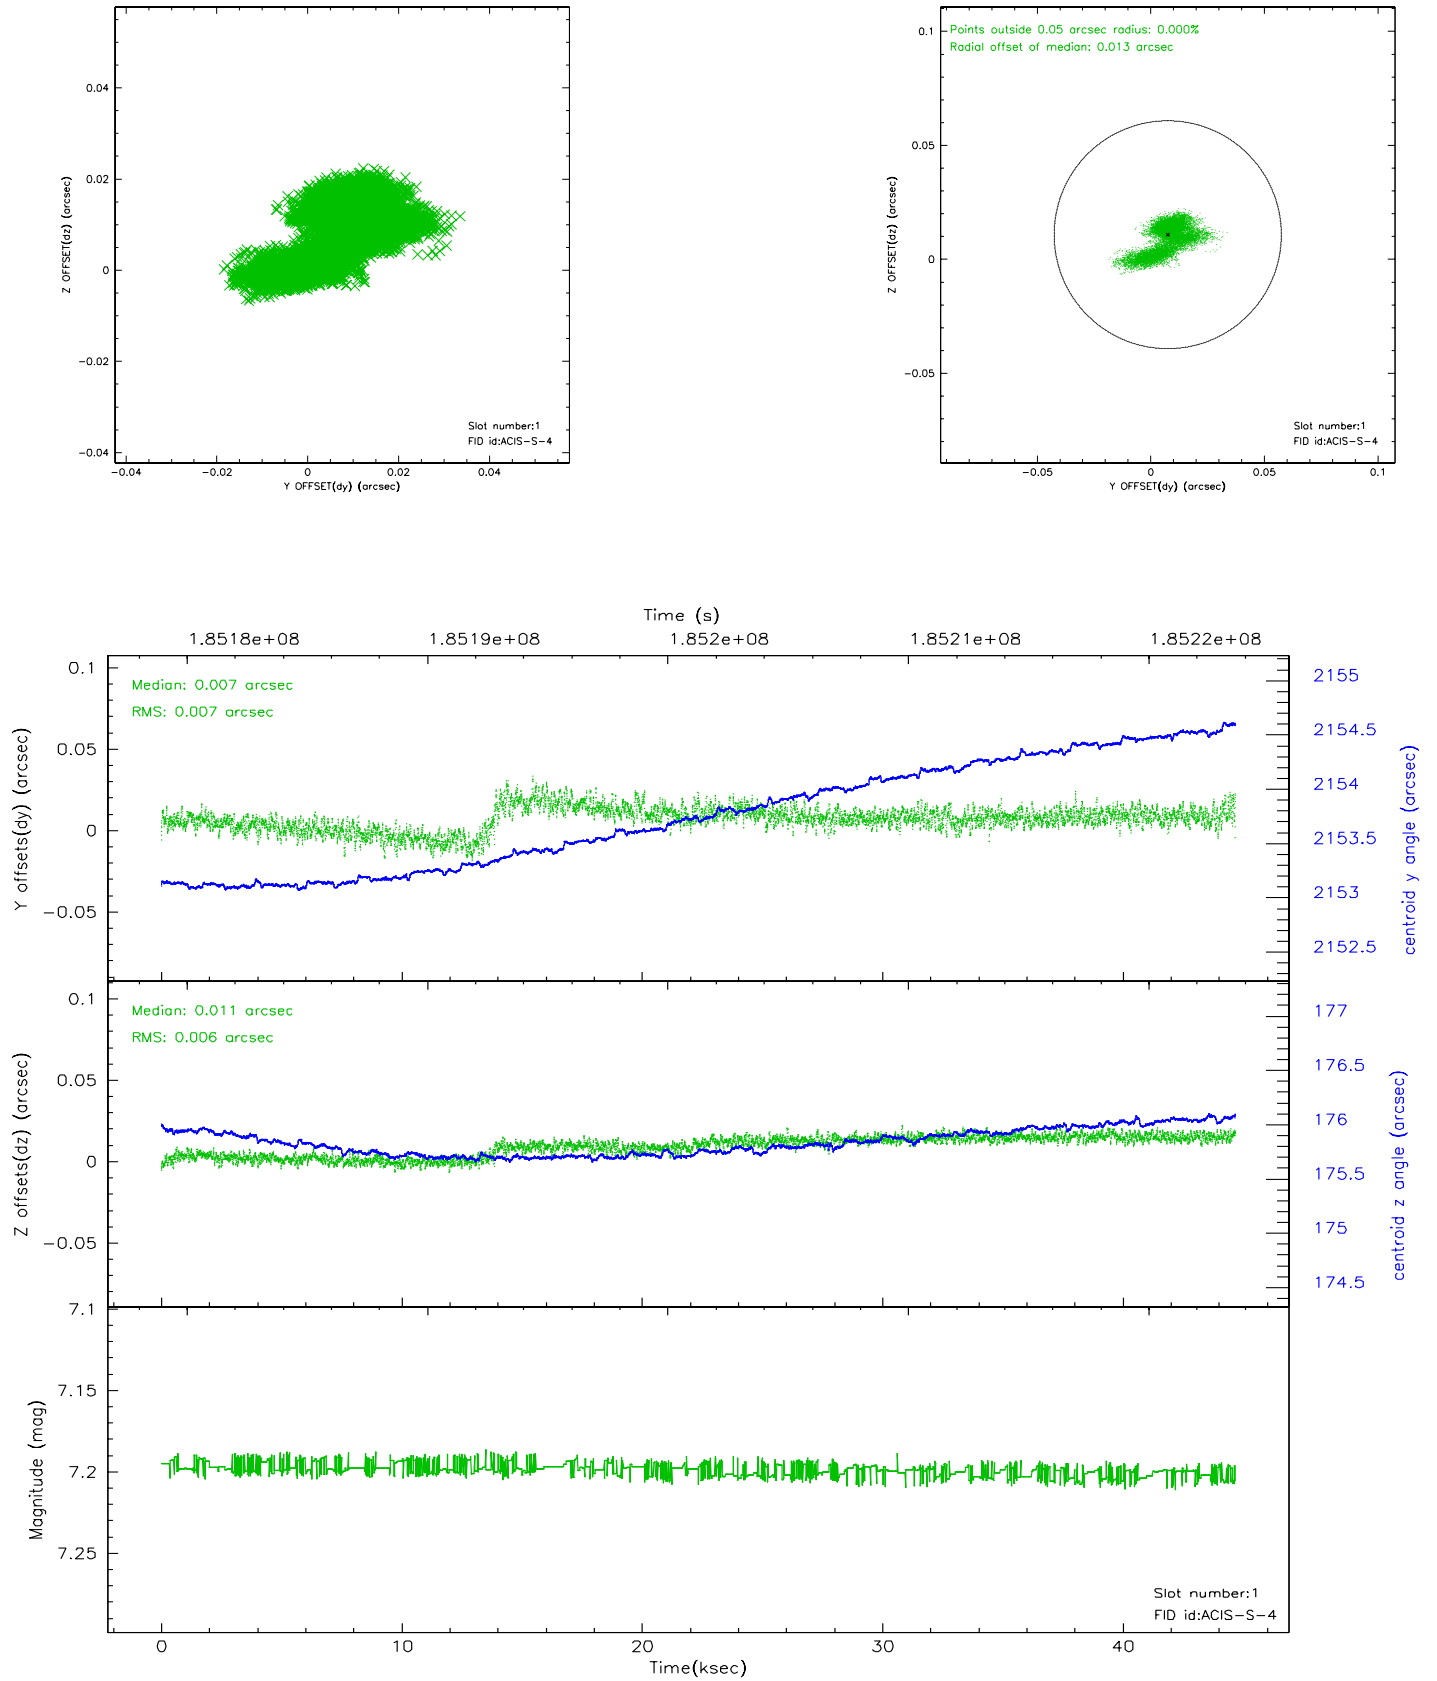 0.04
0.02
0
−0.02
−0.04
Z OFFSET(dz) (arcsec)
−0.04 −0.02 0 0.02 0.04
Y OFFSET(dy) (arcsec)
Slot number:1
FID id:ACIS−S−4
Points outside 0.05 arcsec radius: 0.000%
Radial offset of median: 0.013 arcsec
0.1
0.05
0
−0.05
Z OFFSET(dz) (arcsec)
−0.05 0 0.05 0.1
Y OFFSET(dy) (arcsec)
Slot number:1
FID id:ACIS−S−4
Time (s)
1.8518e+08 1.8519e+08 1.852e+08 1.8521e+08 1.8522e+08
Median: 0.007 arcsec
RMS: 0.007 arcsec
0.1
0.05
0
−0.05
Y offsets(dy) (arcsec)
2155
2154.5
2154
2153.5
2153
2152.5
centroid y angle (arcsec)
Median: 0.011 arcsec
RMS: 0.006 arcsec
0.1
0.05
0
−0.05
Z offsets(dz) (arcsec)
177
176.5
176
175.5
175
174.5
centroid z angle (arcsec)
7.1
7.15
7.2
7.25
Magnitude (mag)
Slot number:1
FID id:ACIS−S−4
0 10 20 30 40
Time(ksec)